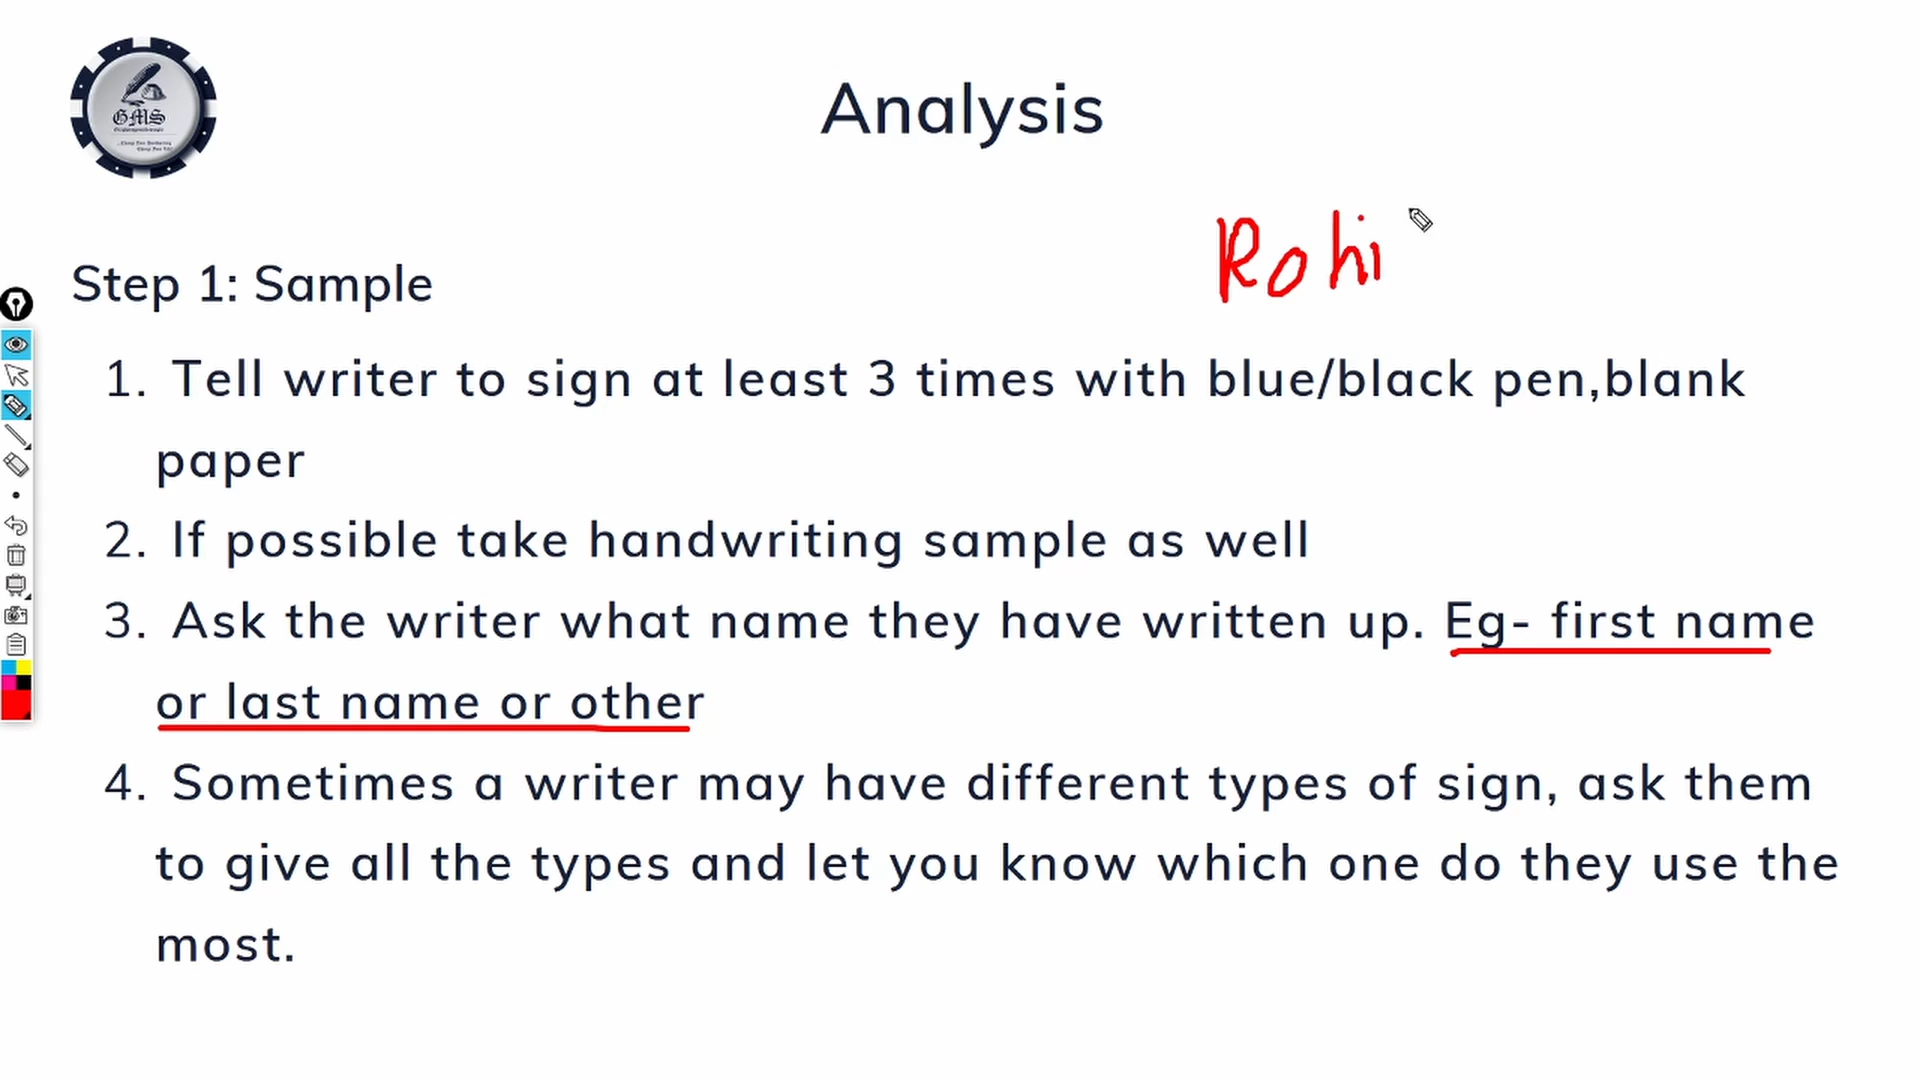 GMS
Analysis
Rohi
Step 1: Sample
1. Tell writer to sign at least 3 times with blue/black pen,blank
paper
2. If possible take handwriting sample as well
3. Ask the writer what name they have written up. Eg- first name
or last name or other
4. Sometimes a writer may have different types of sign, ask them
to give all the types and let you know which one do they use the
most.